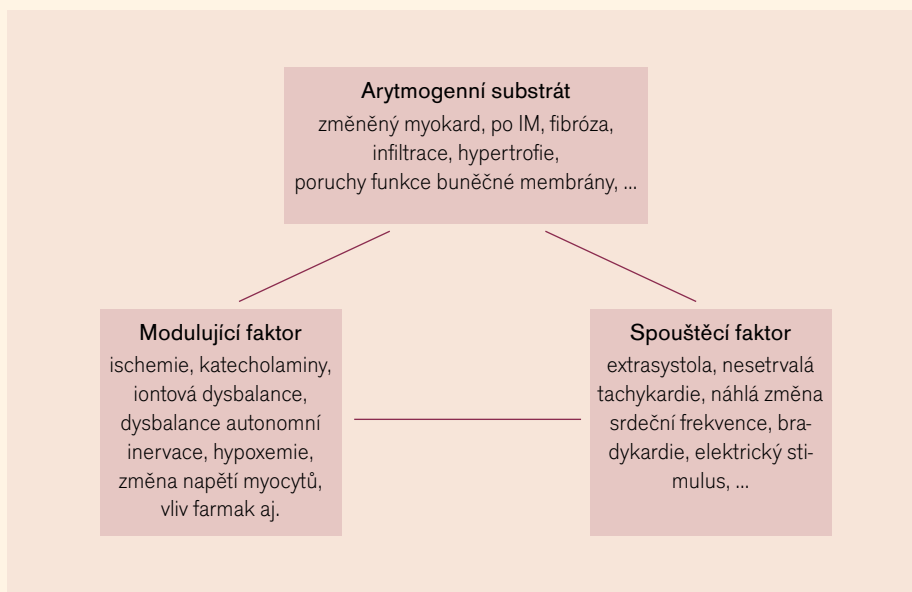 Arytmogenní substrát
změněný myokard, po IM, fibróza,
infiltrace, hypertrofie,
poruchy funkce buněčné membrány, ...
Modulující faktor
ischemie, katecholaminy,
iontová dysbalance,
dysbalance autonomní
inervace, hypoxemie,
změna napětí myocytů,
vliv farmak aj.
Spouštěcí faktor
extrasystola, nesetrvalá
tachykardie, náhlá změna
srdeční frekvence, bra-
dykardie, elektrický sti-
mulus, ...